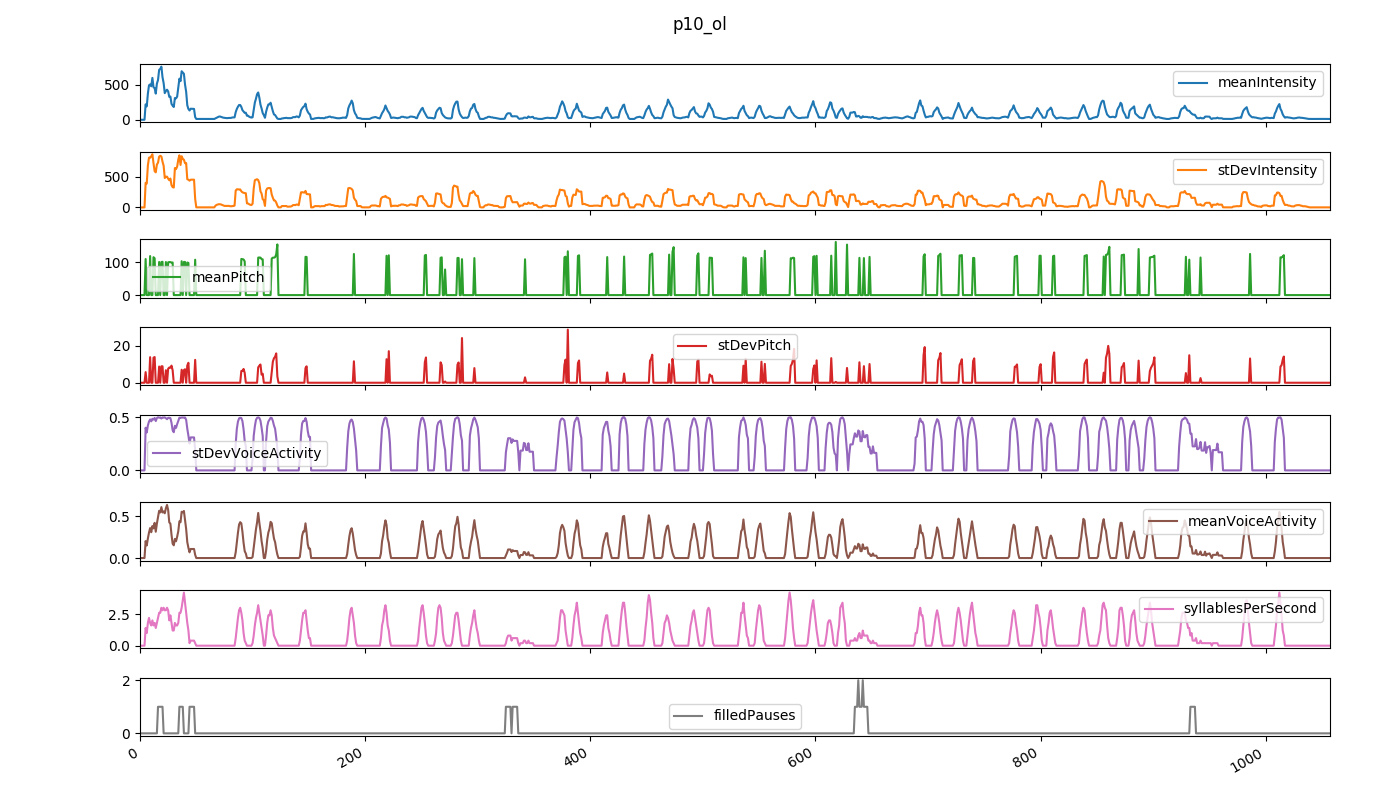 p10_ol
500
0
meanIntensity
500
0
stDevIntensity
100
0
meanPitch
20
0
stDevPitch
0.5
0.0
stDevVoiceActivity
0.5
0.0
meanVoiceActivity
2.5
0.0
syllablesPerSecond
2
0
filledPauses
0 200 400 600 800 1000